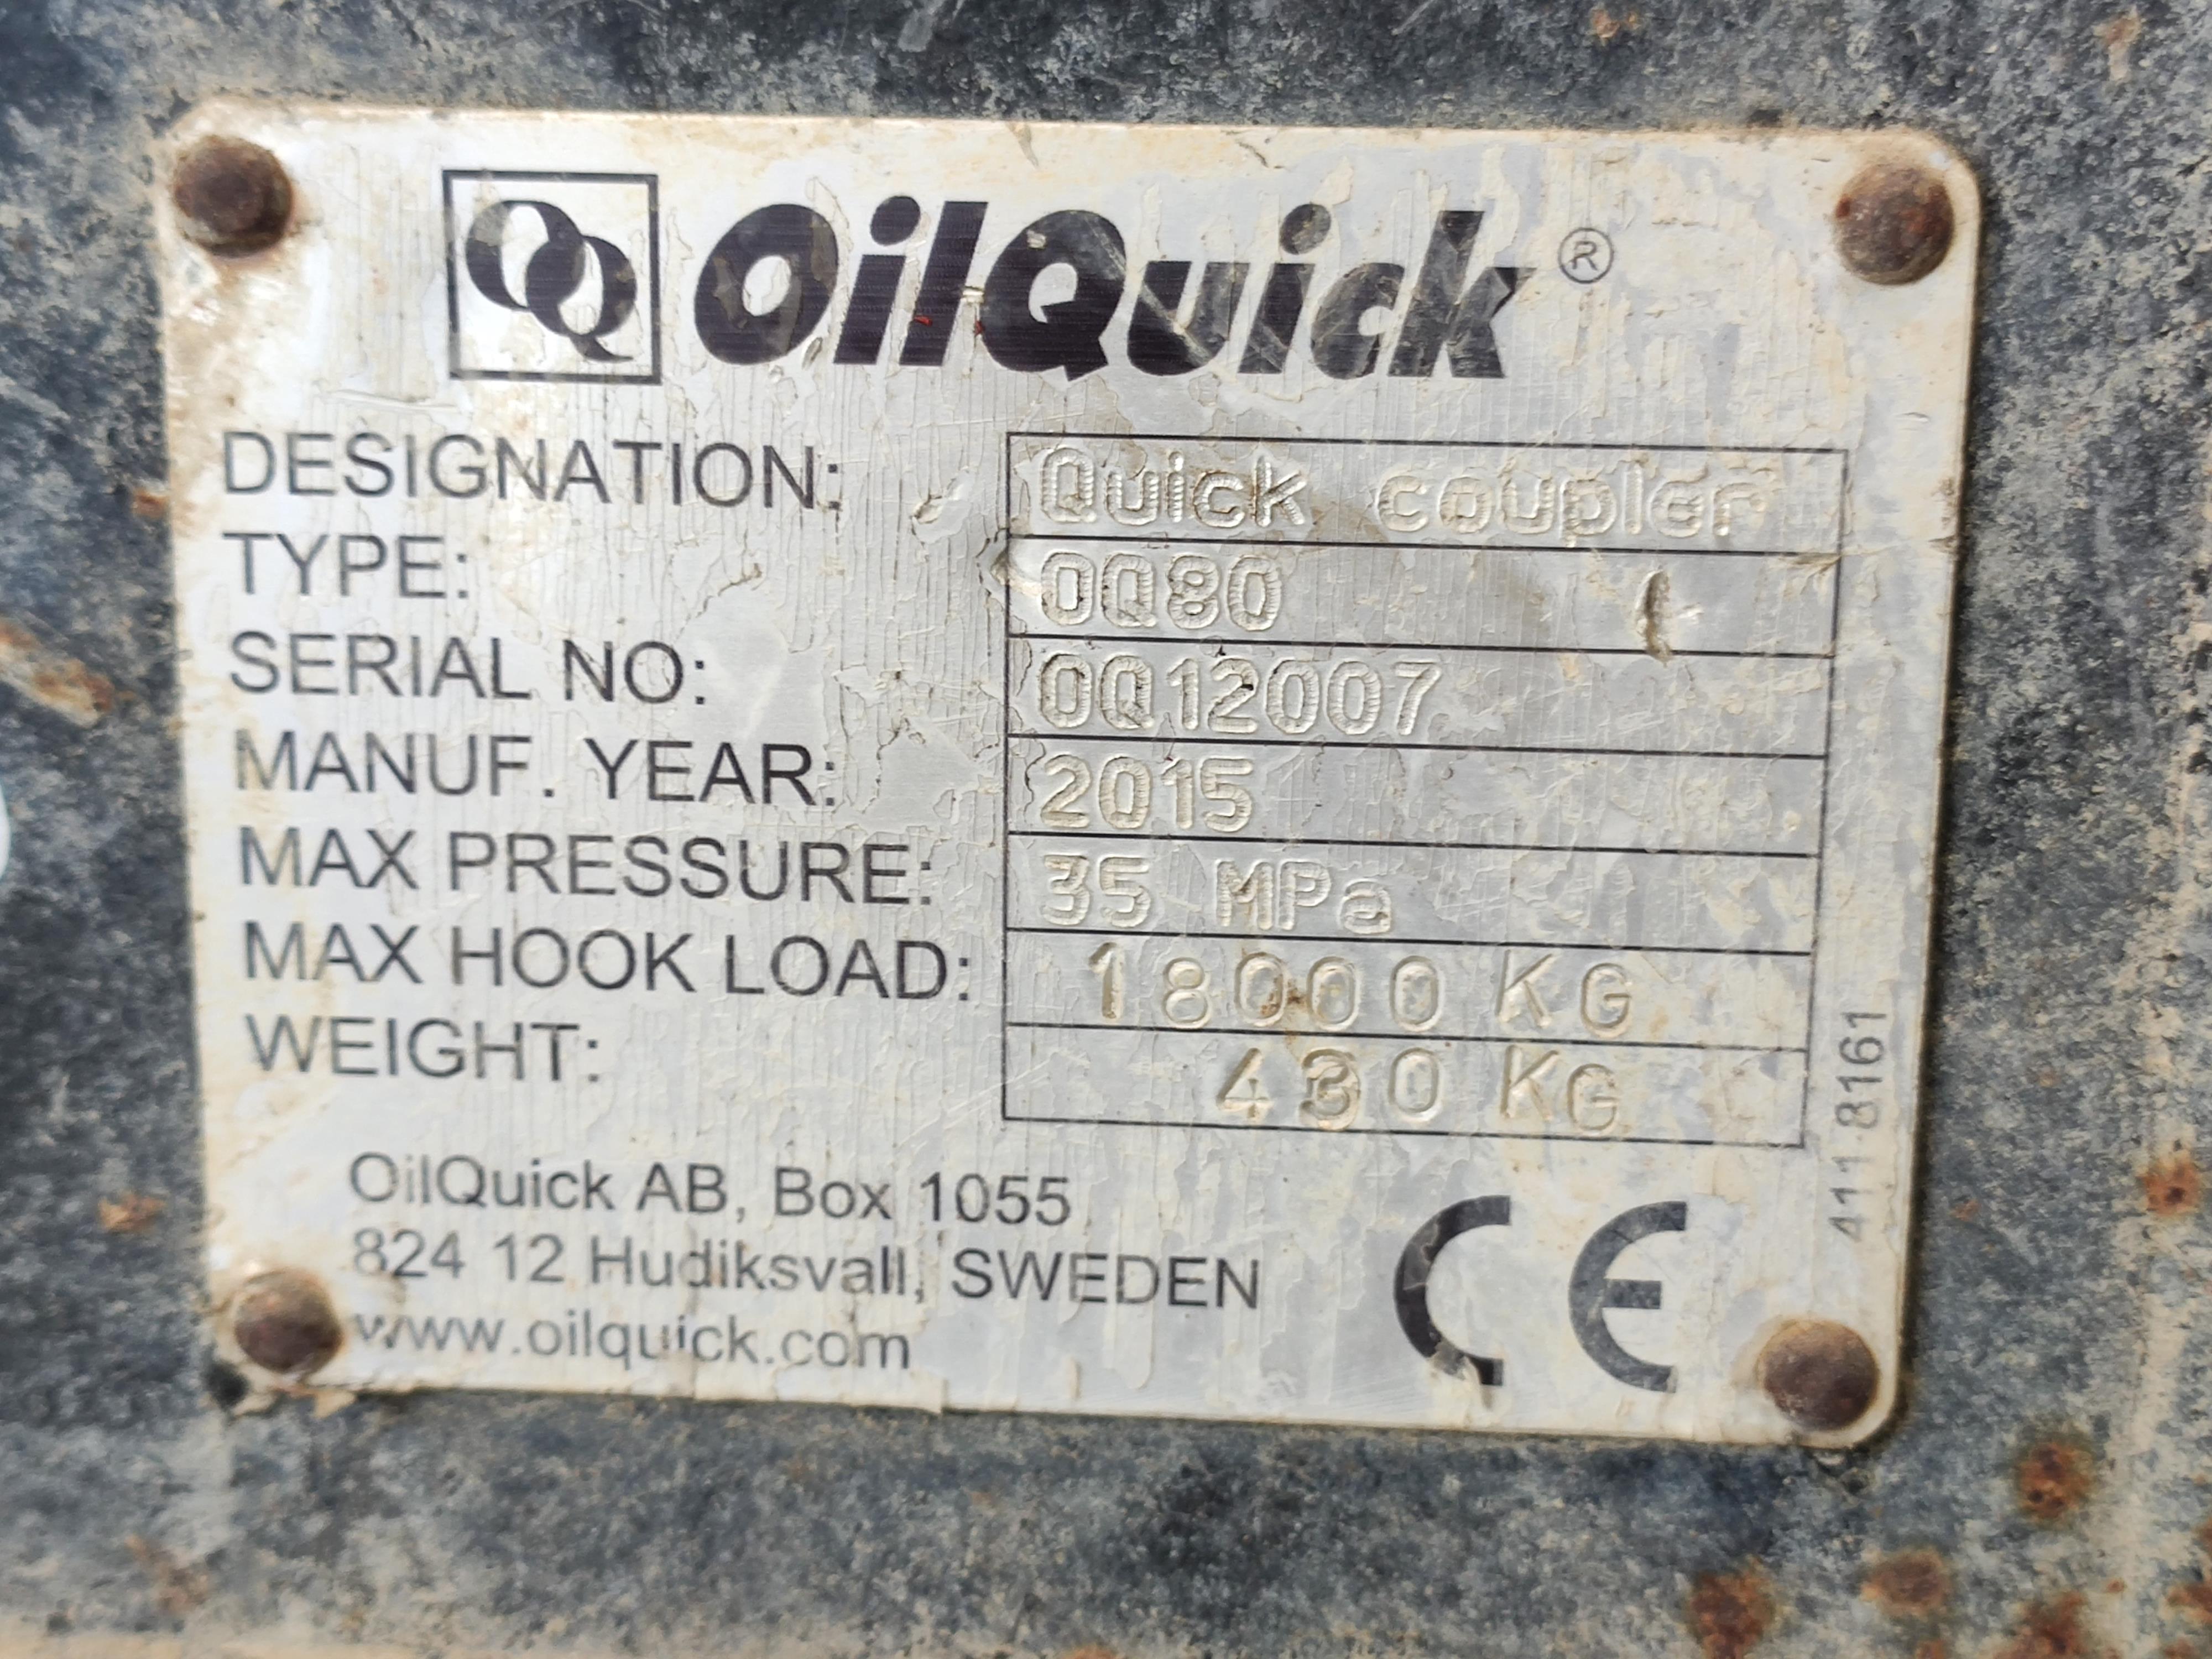 OQ OilQuick®
DESIGNATION: Quick coupler
TYPE: OQ80
SERIAL NO: OQ12007
MANUF. YEAR: 2015
MAX PRESSURE: 35 MPa
MAX HOOK LOAD: 18000 KG
WEIGHT: 430 KG
OilQuick AB, Box 1055
824 12 Hudiksvall, SWEDEN
www.oilquick.com
CE
411 8161